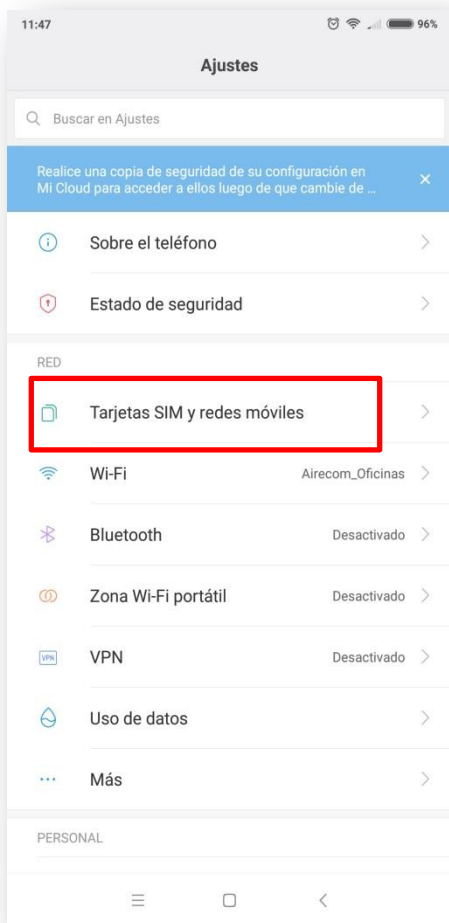 11:47
96%
Ajustes
Buscar en Ajustes
Realice una copia de seguridad de su configuración en
Mi Cloud para acceder a ellos luego de que cambie de ...
Sobre el teléfono
Estado de seguridad
RED
Tarjetas SIM y redes móviles
Wi-Fi Airecom_Oficinas
Bluetooth Desactivado
Zona Wi-Fi portátil Desactivado
VPN VPN Desactivado
Uso de datos
Más
PERSONAL